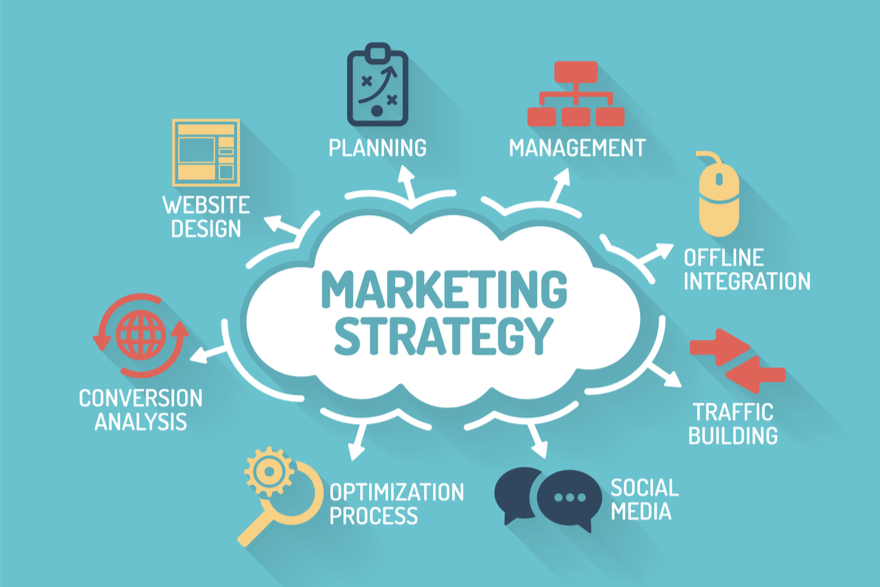 PLANNING
MANAGEMENT
WEBSITE
DESIGN
OFFLINE
INTEGRATION
MARKETING
STRATEGY
CONVERSION
ANALYSIS
TRAFFIC
BUILDING
OPTIMIZATION
PROCESS
SOCIAL
MEDIA